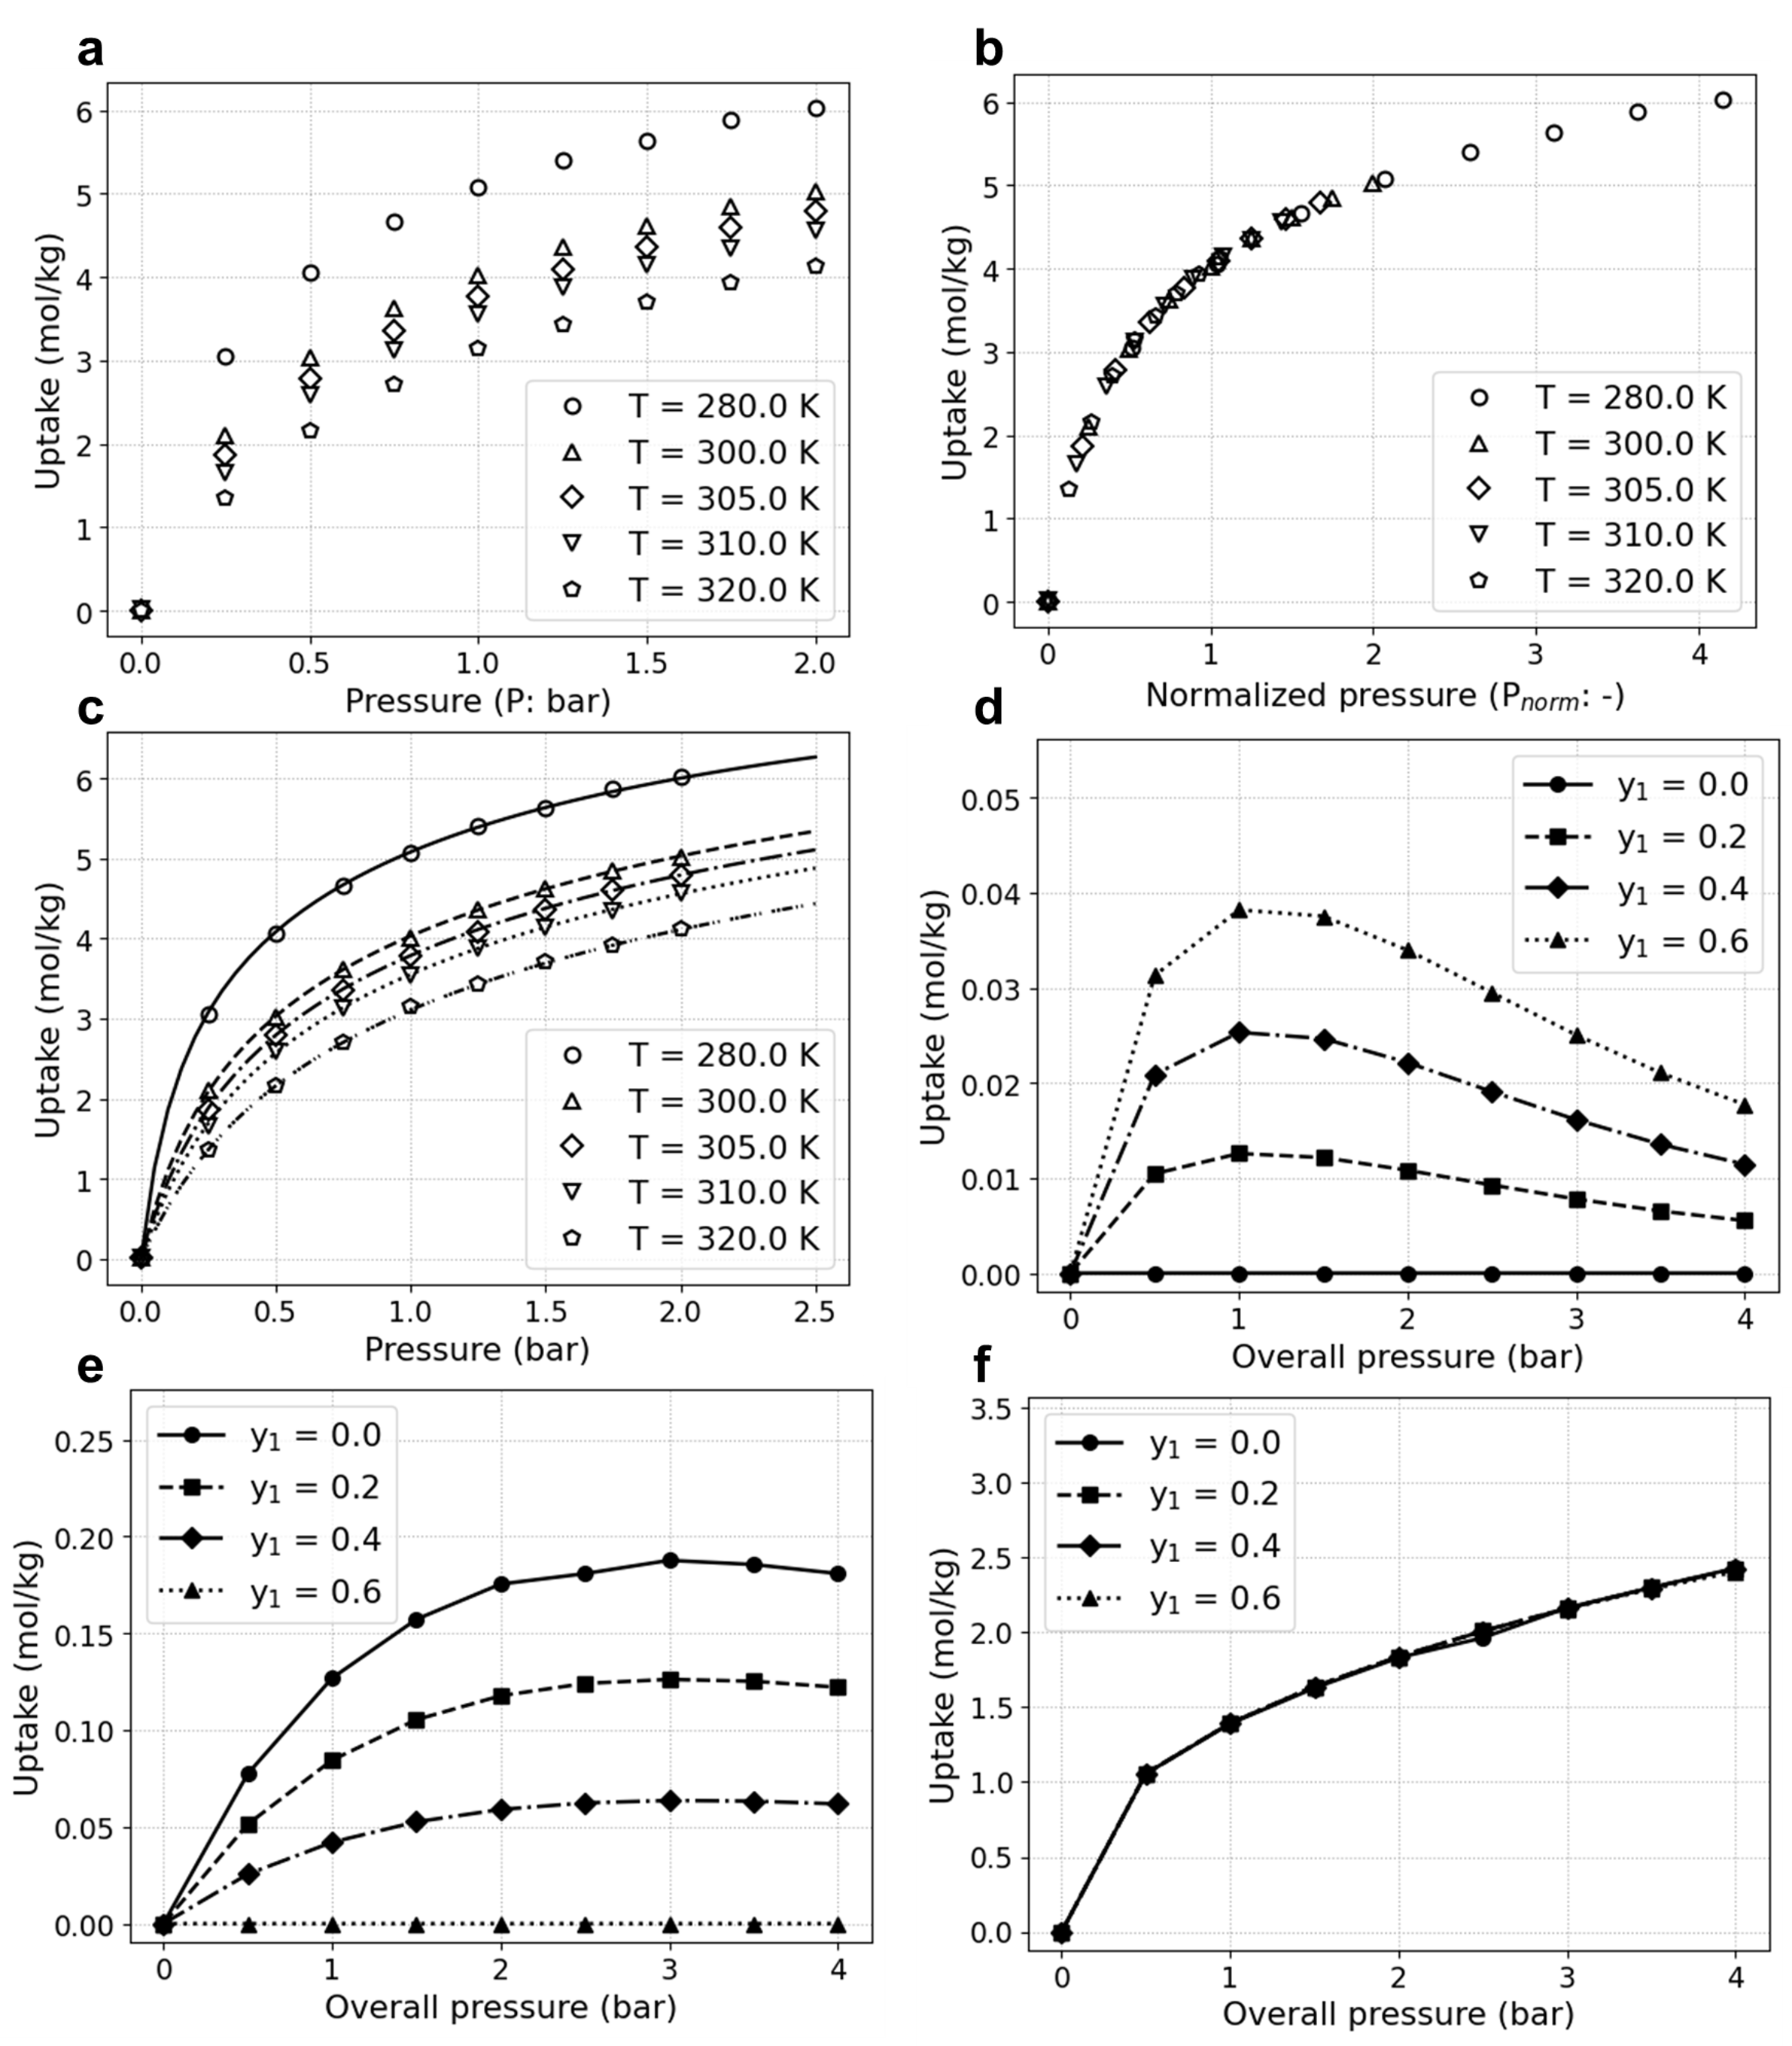 a
Uptake (mol/kg)
6
5
4
3
2
1
0
T = 280.0 K
T = 300.0 K
T = 305.0 K
T = 310.0 K
T = 320.0 K
0.0 0.5 1.0 1.5 2.0
Pressure (P: bar)
b
Uptake (mol/kg)
6
5
4
3
2
1
0
T = 280.0 K
T = 300.0 K
T = 305.0 K
T = 310.0 K
T = 320.0 K
0 1 2 3 4
Normalized pressure (Pnorm: -)
c
Uptake (mol/kg)
6
5
4
3
2
1
0
T = 280.0 K
T = 300.0 K
T = 305.0 K
T = 310.0 K
T = 320.0 K
0.0 0.5 1.0 1.5 2.0 2.5
Pressure (bar)
d
Uptake (mol/kg)
0.05
0.04
0.03
0.02
0.01
0.00
y1 = 0.0
y1 = 0.2
y1 = 0.4
y1 = 0.6
0 1 2 3 4
Overall pressure (bar)
e
Uptake (mol/kg)
0.25
0.20
0.15
0.10
0.05
0.00
y1 = 0.0
y1 = 0.2
y1 = 0.4
y1 = 0.6
0 1 2 3 4
Overall pressure (bar)
f
Uptake (mol/kg)
3.5
3.0
2.5
2.0
1.5
1.0
0.5
0.0
y1 = 0.0
y1 = 0.2
y1 = 0.4
y1 = 0.6
0 1 2 3 4
Overall pressure (bar)